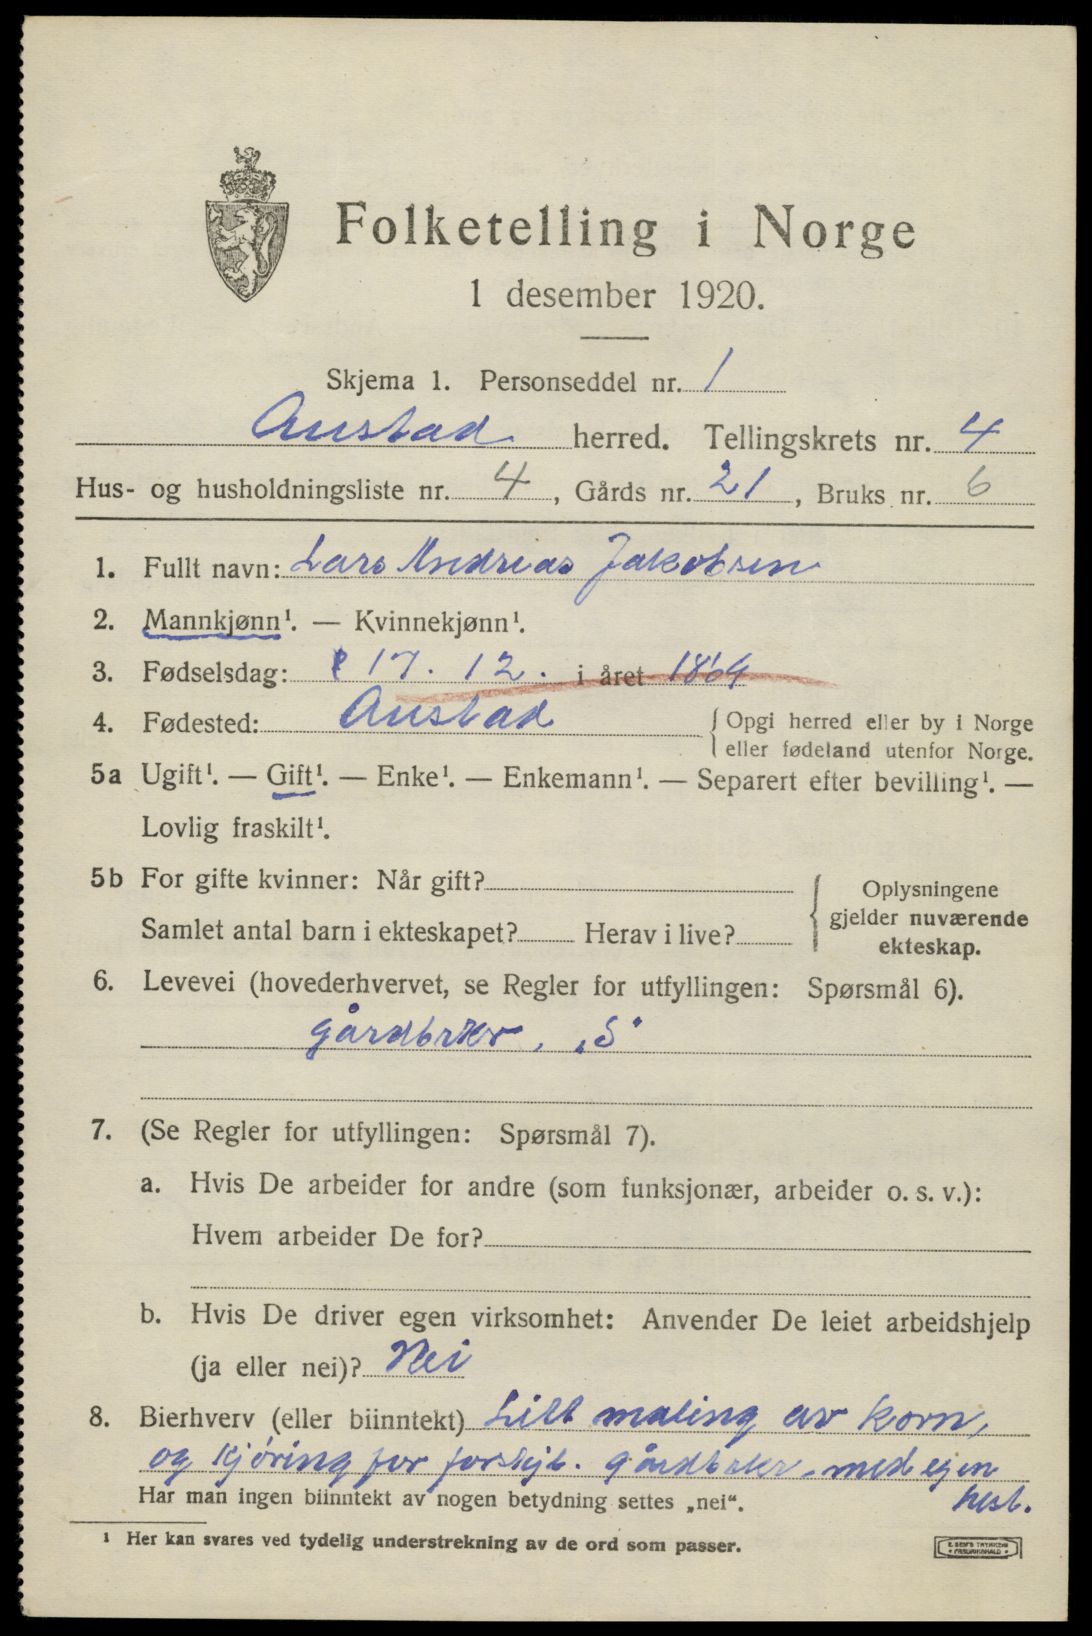 Folketelling i Norge
1 desember 1920.
Skjema 1. Personseddel nr. 1
Austad herred. Tellingskrets nr. 4
Hus- og husholdningsliste nr. 4, Gårds nr. 21, Bruks nr. 6
1. Fullt navn: Lars Andreas Jakobsen
2. Mannkjønn¹. — Kvinnekjønn¹.
3. Fødselsdag: 17. 12. i året 1869
4. Fødested: Austad {Opgi herred eller by i Norge
eller fødeland utenfor Norge.
5a Ugift¹. — Gift¹. — Enke¹. — Enkemann¹. — Separert efter bevilling¹. —
Lovlig fraskilt¹.
5b For gifte kvinner: Når gift?
Samlet antal barn i ekteskapet? Herav i live?
{ Oplysningene
gjelder nuværende
ekteskap.
6. Levevei (hovederhvervet, se Regler for utfyllingen: Spørsmål 6).
gårdbrker, „S"
7. (Se Regler for utfyllingen: Spørsmål 7).
a. Hvis De arbeider for andre (som funksjonær, arbeider o. s. v.):
Hvem arbeider De for?
b. Hvis De driver egen virksomhet: Anvender De leiet arbeidshjelp
(ja eller nei)? Nei
8. Bierhverv (eller biinntekt) Litt maling av korn,
og kjöring for forskjt. gårdbrker. med egen
hest.
Har man ingen biinntekt av nogen betydning settes „nei“.
¹ Her kan svares ved tydelig understrekning av de ord som passer.